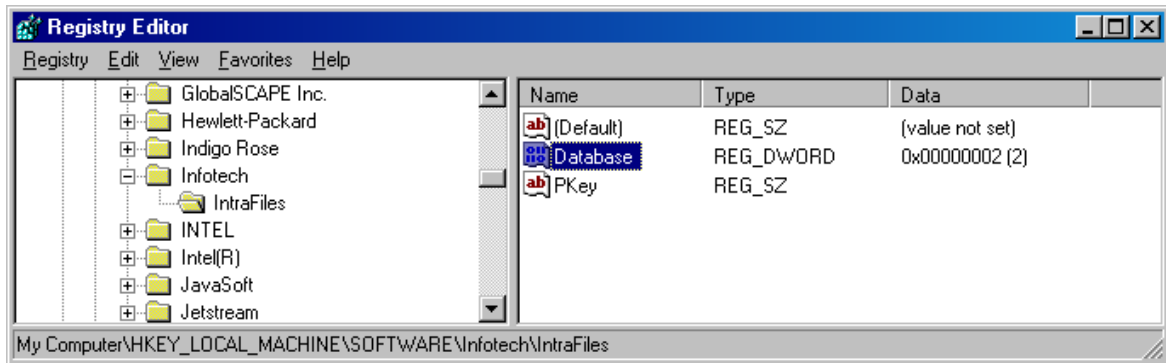 Registry Editor
Registry Edit View Favorites Help
GlobalSCAPE Inc.
Hewlett-Packard
Indigo Rose
Infotech
IntraFiles
INTEL
Intel(R)
JavaSoft
Jetstream
Name Type Data
(Default) REG_SZ (value not set)
Database REG_DWORD 0x00000002 (2)
PKey REG_SZ
My Computer\HKEY_LOCAL_MACHINE\SOFTWARE\Infotech\IntraFiles